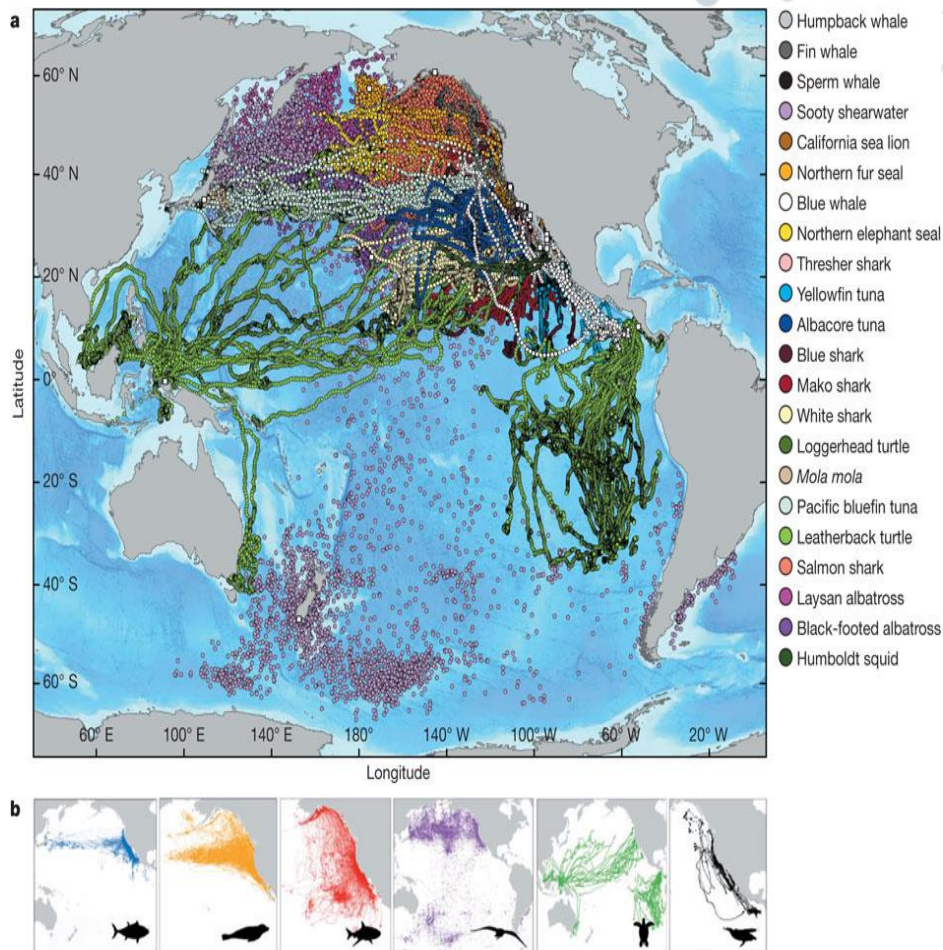 a
60° N
40° N
20° N
0°
20° S
40° S
60° S
Latitude
60° E
100° E
140° E
180°
140° W
100° W
60° W
20° W
Longitude
Humpback whale
Fin whale
Sperm whale
Sooty shearwater
California sea lion
Northern fur seal
Blue whale
Northern elephant seal
Thresher shark
Yellowfin tuna
Albacore tuna
Blue shark
Mako shark
White shark
Loggerhead turtle
Mola mola
Pacific bluefin tuna
Leatherback turtle
Salmon shark
Laysan albatross
Black-footed albatross
Humboldt squid
b